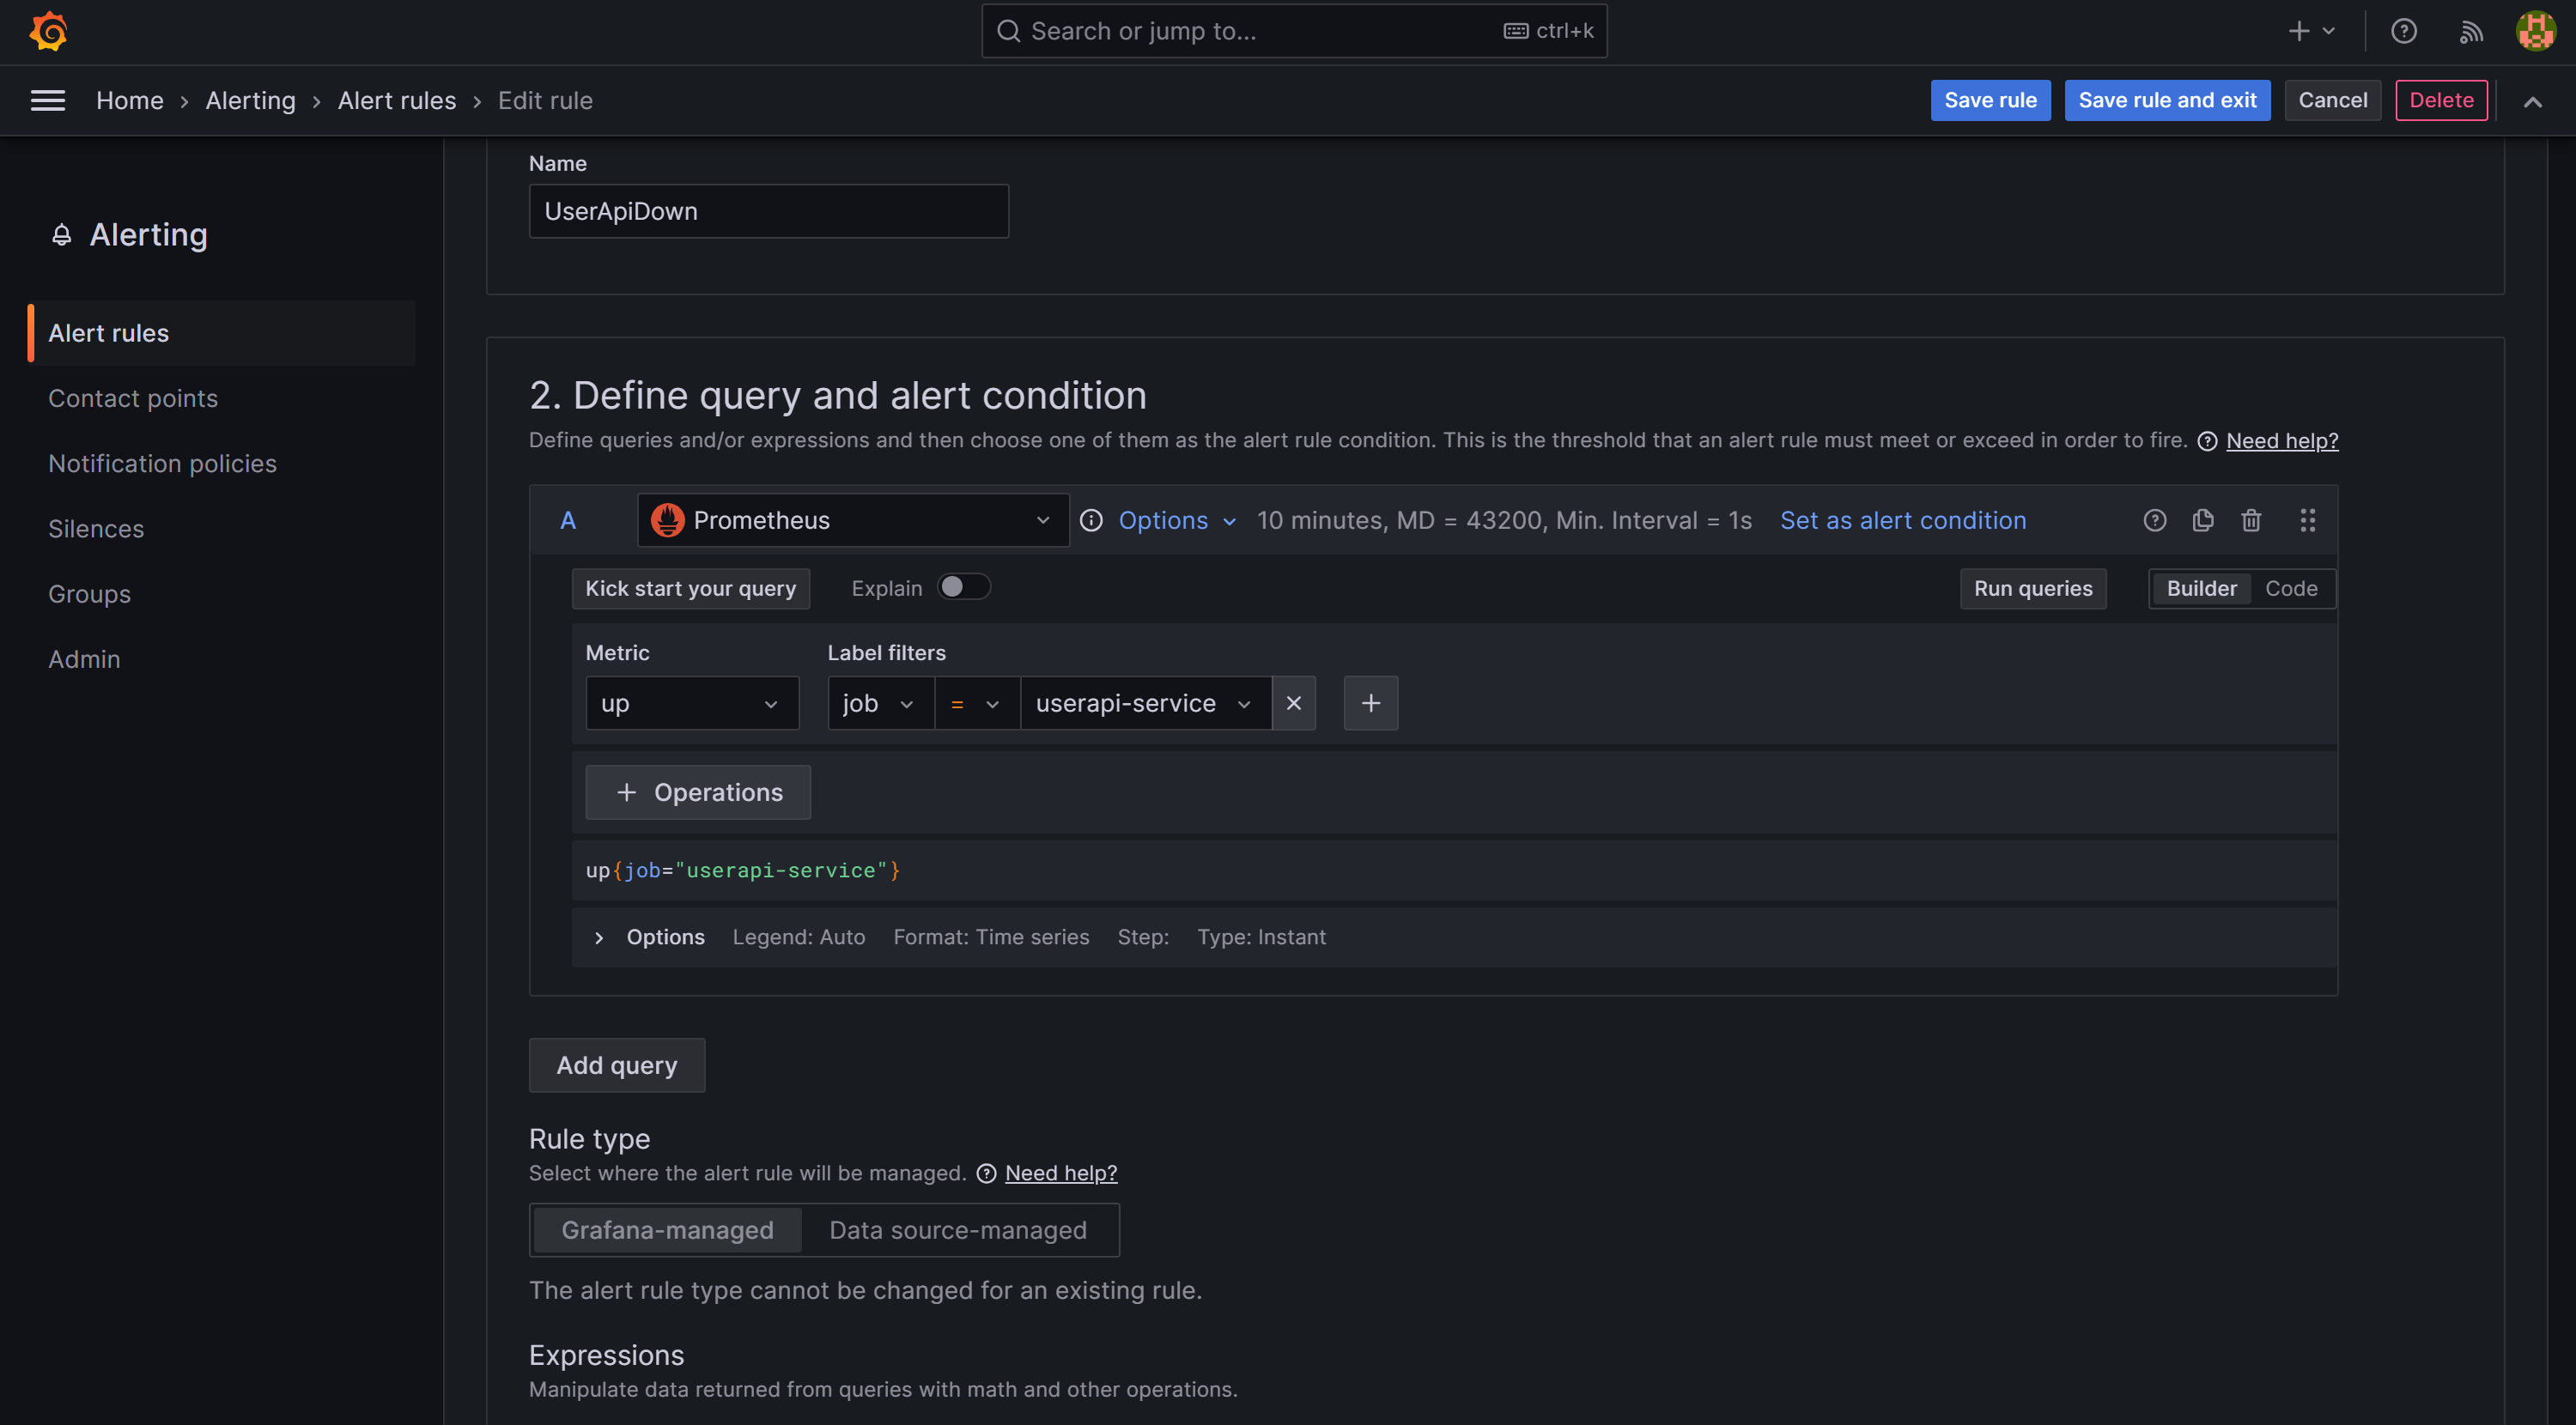 Search or jump to... ctrl+k
Home › Alerting › Alert rules › Edit rule Save rule Save rule and exit Cancel Delete
Name
UserApiDown
Alerting
Alert rules
Contact points
Notification policies
Silences
Groups
Admin
2. Define query and alert condition
Define queries and/or expressions and then choose one of them as the alert rule condition. This is the threshold that an alert rule must meet or exceed in order to fire. Need help?
A Prometheus Options 10 minutes, MD = 43200, Min. Interval = 1s Set as alert condition
Kick start your query Explain Run queries Builder Code
Metric Label filters
up job = userapi-service
+ Operations
up{job="userapi-service"}
Options Legend: Auto Format: Time series Step: Type: Instant
Add query
Rule type
Select where the alert rule will be managed. Need help?
Grafana-managed Data source-managed
The alert rule type cannot be changed for an existing rule.
Expressions
Manipulate data returned from queries with math and other operations.